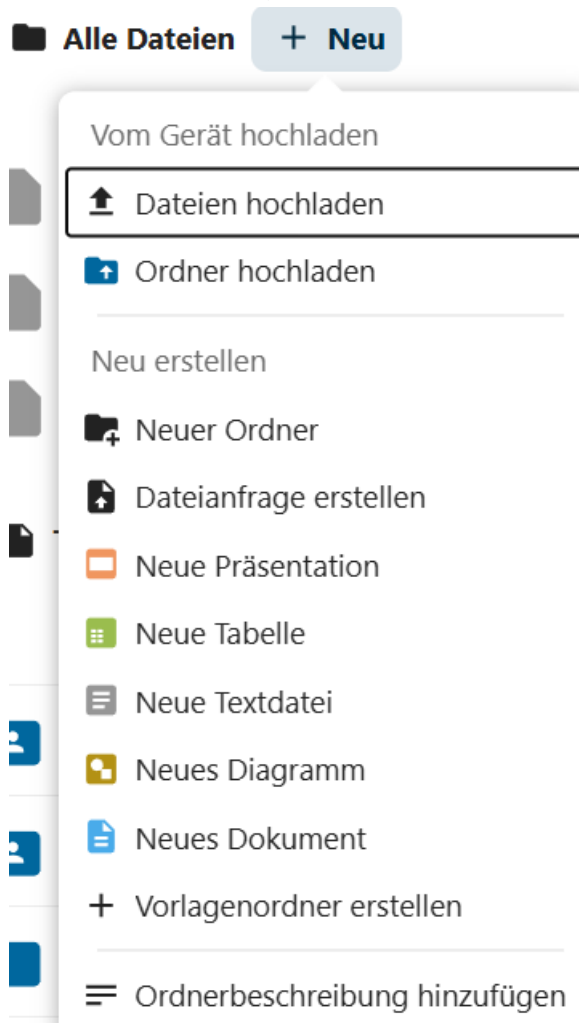 Alle Dateien
+ Neu
Vom Gerät hochladen
Dateien hochladen
Ordner hochladen
Neu erstellen
Neuer Ordner
Dateianfrage erstellen
Neue Präsentation
Neue Tabelle
Neue Textdatei
Neues Diagramm
Neues Dokument
+ Vorlagenordner erstellen
Ordnerbeschreibung hinzufügen